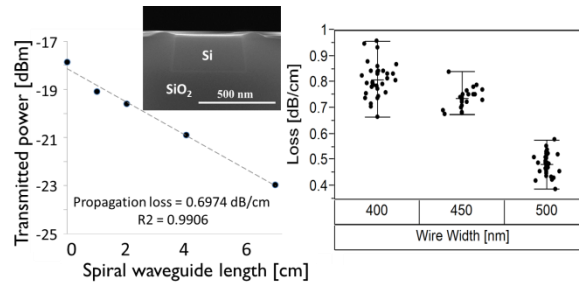 Transmitted power [dBm]
-17
-19
-21
-23
-25
Si
SiO2
500 nm
Propagation loss = 0.6974 dB/cm
R2 = 0.9906
0 2 4 6
Spiral waveguide length [cm]
Loss [dB/cm]
1
0.9
0.8
0.7
0.6
0.5
0.4
400 450 500
Wire Width [nm]